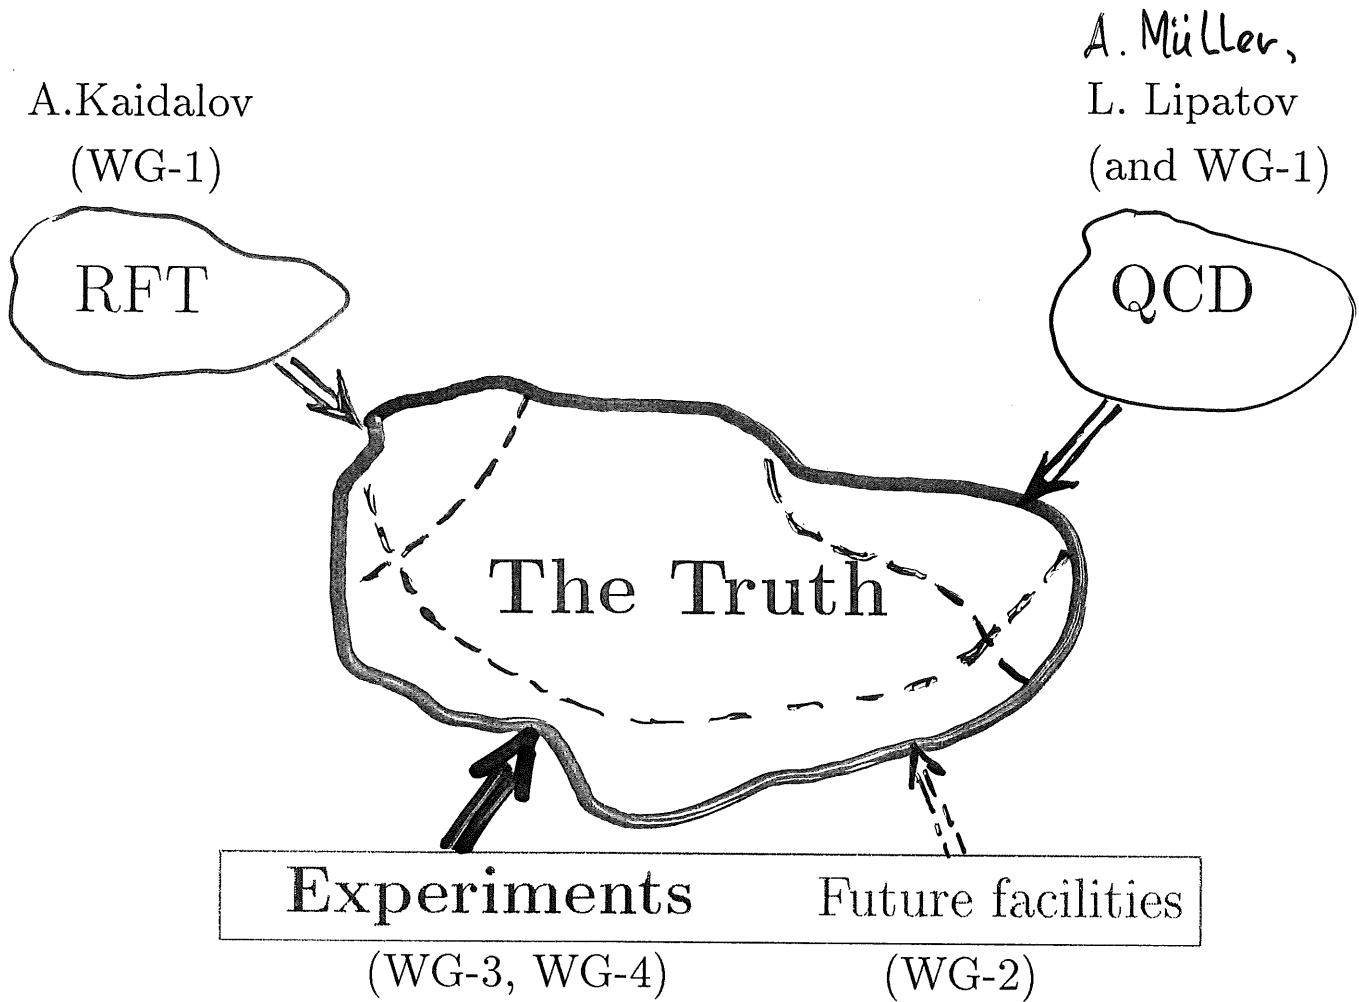 A. Müller,
A.Kaidalov
L. Lipatov
(WG-1)
(and WG-1)
RFT
QCD
The Truth
Experiments
Future facilities
(WG-3, WG-4)
(WG-2)